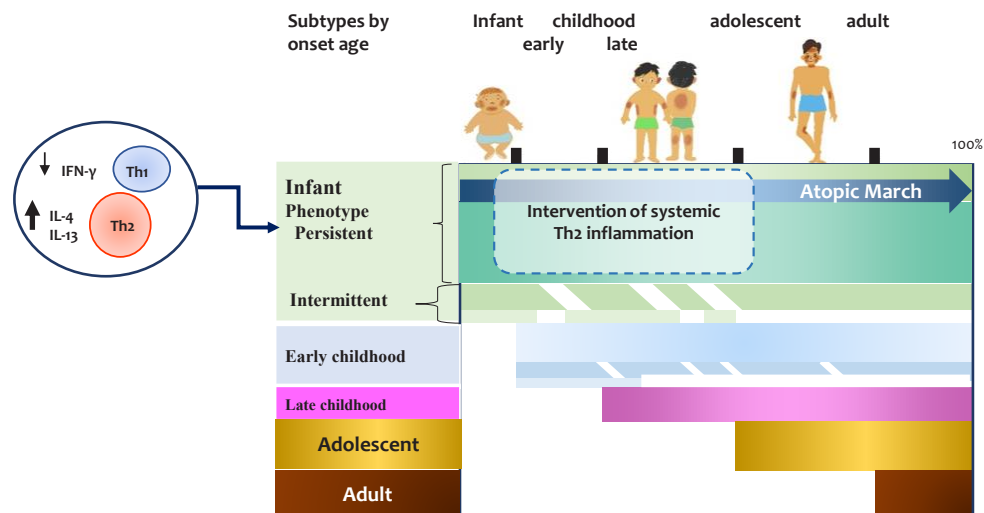 Subtypes by
onset age
Infant childhood adolescent adult
early late
100%
IFN-γ
Th1
IL-4
IL-13
Th2
Infant
Phenotype
Persistent
Atopic March
Intervention of systemic
Th2 inflammation
Intermittent
Early childhood
Late childhood
Adolescent
Adult